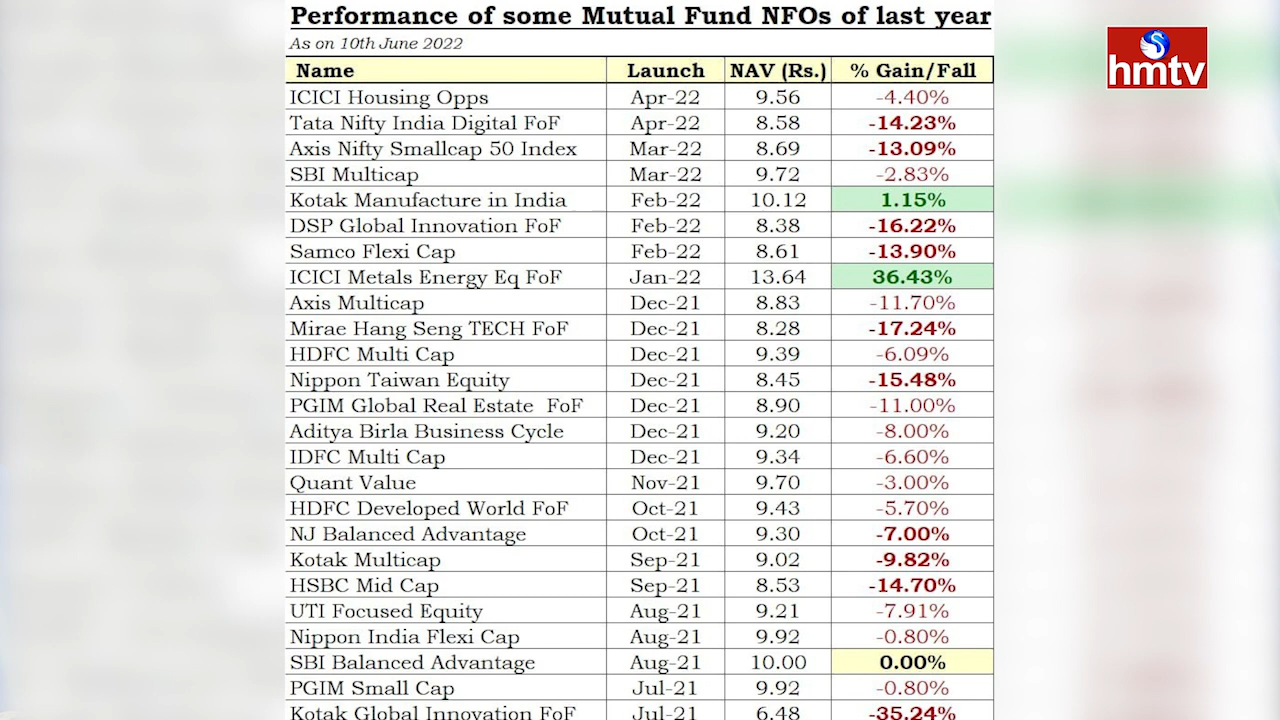 Performance of some Mutual Fund NFOs of last year
As on 10th June 2022
hmtv
Name Launch NAV (Rs.) % Gain/Fall
ICICI Housing Opps Apr-22 9.56 -4.40%
Tata Nifty India Digital FoF Apr-22 8.58 -14.23%
Axis Nifty Smallcap 50 Index Mar-22 8.69 -13.09%
SBI Multicap Mar-22 9.72 -2.83%
Kotak Manufacture in India Feb-22 10.12 1.15%
DSP Global Innovation FoF Feb-22 8.38 -16.22%
Samco Flexi Cap Feb-22 8.61 -13.90%
ICICI Metals Energy Eq FoF Jan-22 13.64 36.43%
Axis Multicap Dec-21 8.83 -11.70%
Mirae Hang Seng TECH FoF Dec-21 8.28 -17.24%
HDFC Multi Cap Dec-21 9.39 -6.09%
Nippon Taiwan Equity Dec-21 8.45 -15.48%
PGIM Global Real Estate FoF Dec-21 8.90 -11.00%
Aditya Birla Business Cycle Dec-21 9.20 -8.00%
IDFC Multi Cap Dec-21 9.34 -6.60%
Quant Value Nov-21 9.70 -3.00%
HDFC Developed World FoF Oct-21 9.43 -5.70%
NJ Balanced Advantage Oct-21 9.30 -7.00%
Kotak Multicap Sep-21 9.02 -9.82%
HSBC Mid Cap Sep-21 8.53 -14.70%
UTI Focused Equity Aug-21 9.21 -7.91%
Nippon India Flexi Cap Aug-21 9.92 -0.80%
SBI Balanced Advantage Aug-21 10.00 0.00%
PGIM Small Cap Jul-21 9.92 -0.80%
Kotak Global Innovation FoF Jul-21 6.48 -35.24%